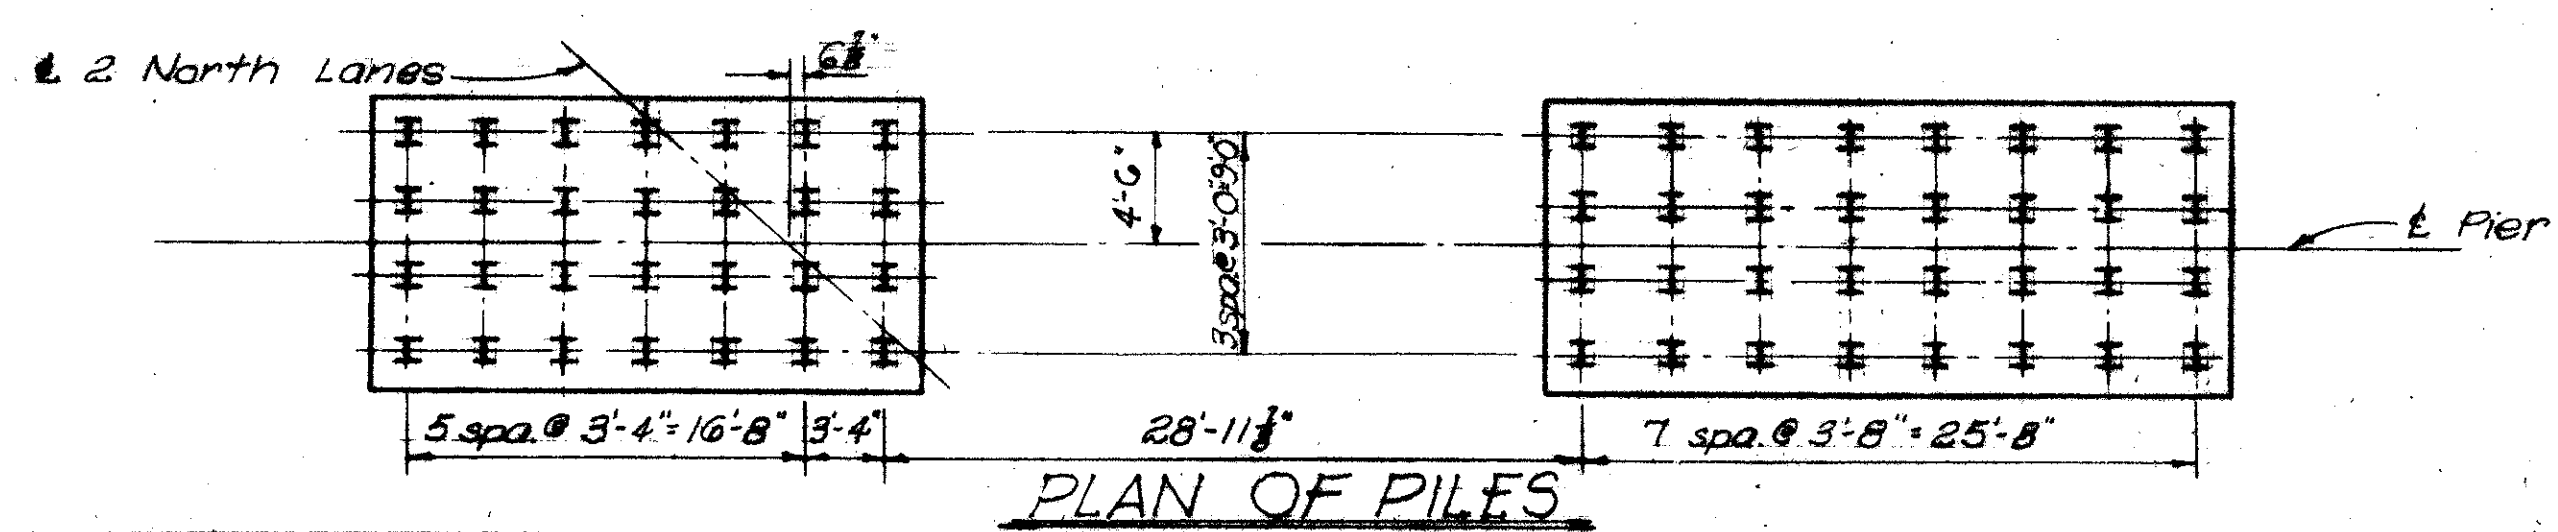 ℄ 2 North Lanes
6⅞"
4'-6"
3 spa. @ 3'-0"=9'-0"
℄ Pier
5 spa. @ 3'-4"=16'-8"
3'-4"
28'-11⅞"
7 spa. @ 3'-8"=25'-8"
PLAN OF PILES